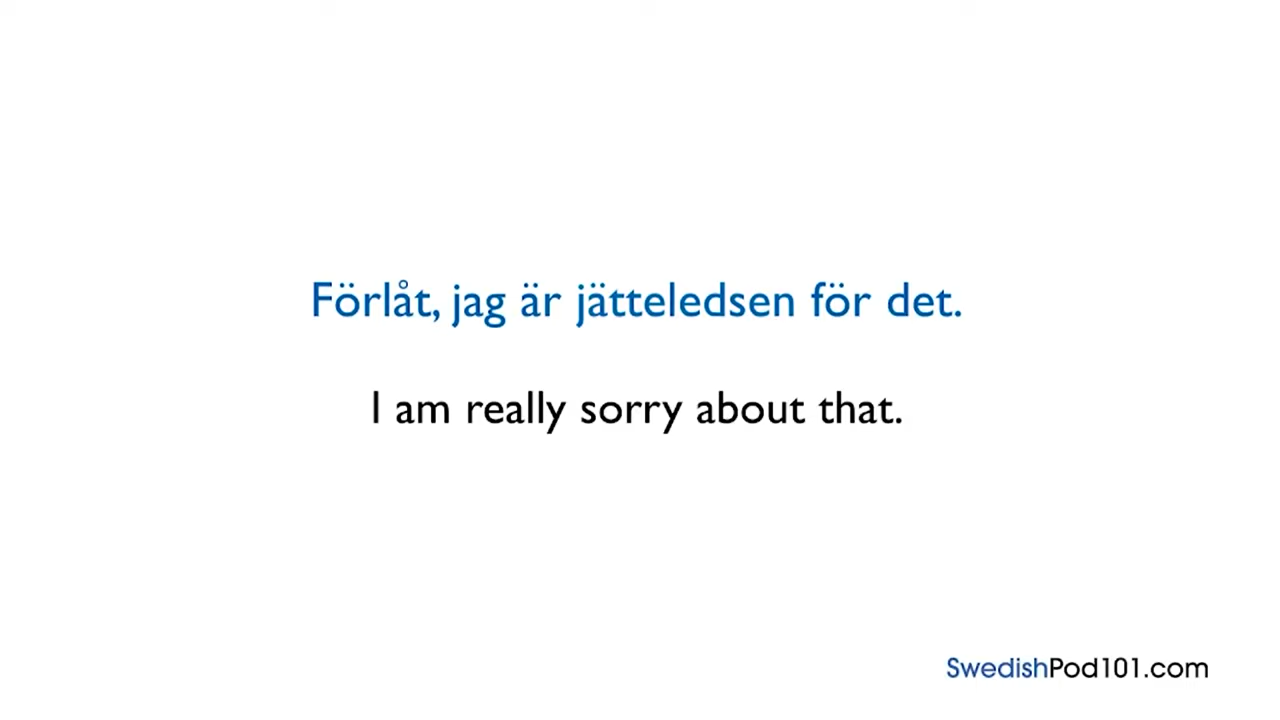 Förlåt, jag är jätteledsen för det.
I am really sorry about that.
SwedishPod101.com